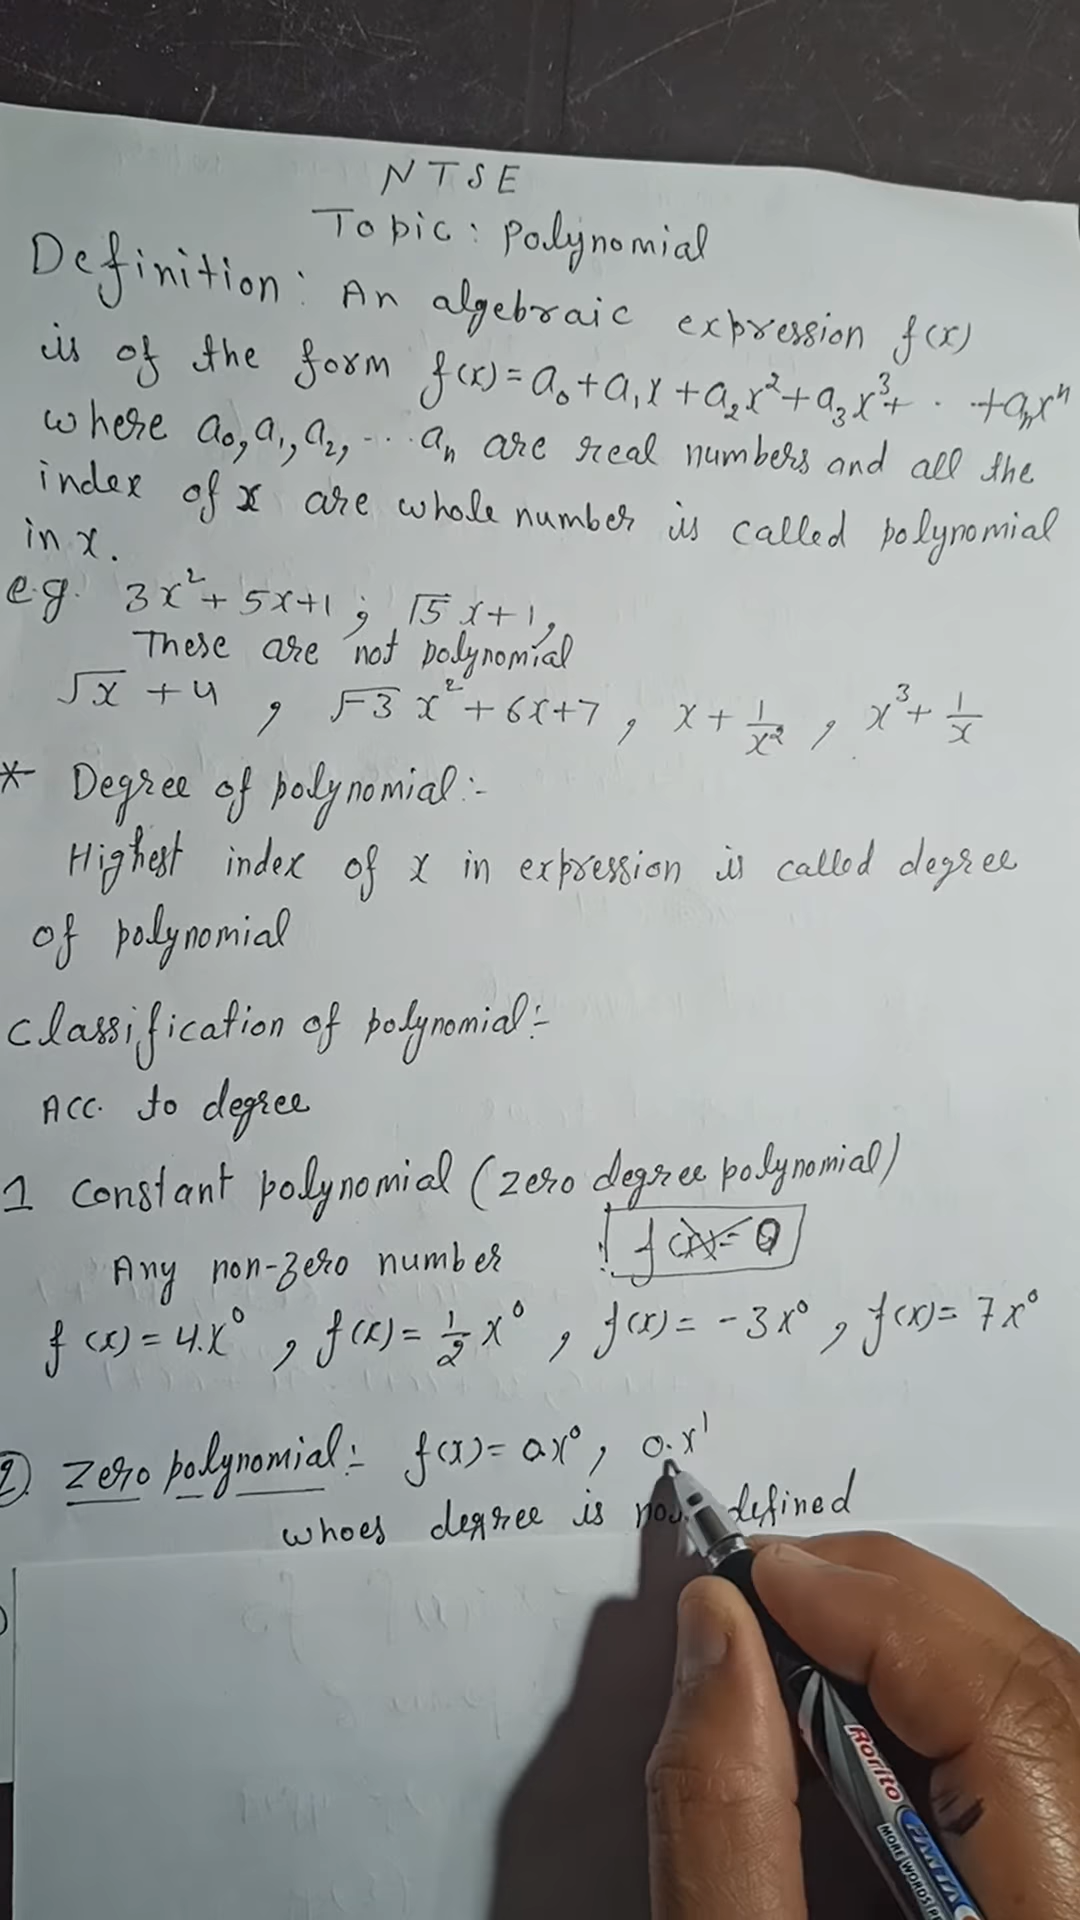 NTSE
Topic: Polynomial
Definition: An algebraic expression f(x)
is of the form f(x) = a₀ + a₁x + a₂x² + a₃x³ + . . + aₙxⁿ
where a₀, a₁, a₂, ... aₙ are real numbers and all the
index of x are whole number is called polynomial
in x.
e.g. 3x² + 5x + 1 ; √5 x + 1,
These are not polynomial
√x + 4 , √-3 x² + 6x + 7 , x + 1/x² , x³ + 1/x
* Degree of polynomial :-
Highest index of x in expression is called degree
of polynomial
Classification of polynomial :-
Acc. to degree
1 Constant polynomial (zero degree polynomial)
Any non-zero number f(x) = 0
f(x) = 4.x⁰ , f(x) = 1/2 x⁰ , f(x) = -3x⁰ , f(x) = 7x⁰
2. Zero polynomial :- f(x) = 0x⁰, 0.x¹
whoes degree is defined
Rorito
MORE WORDS